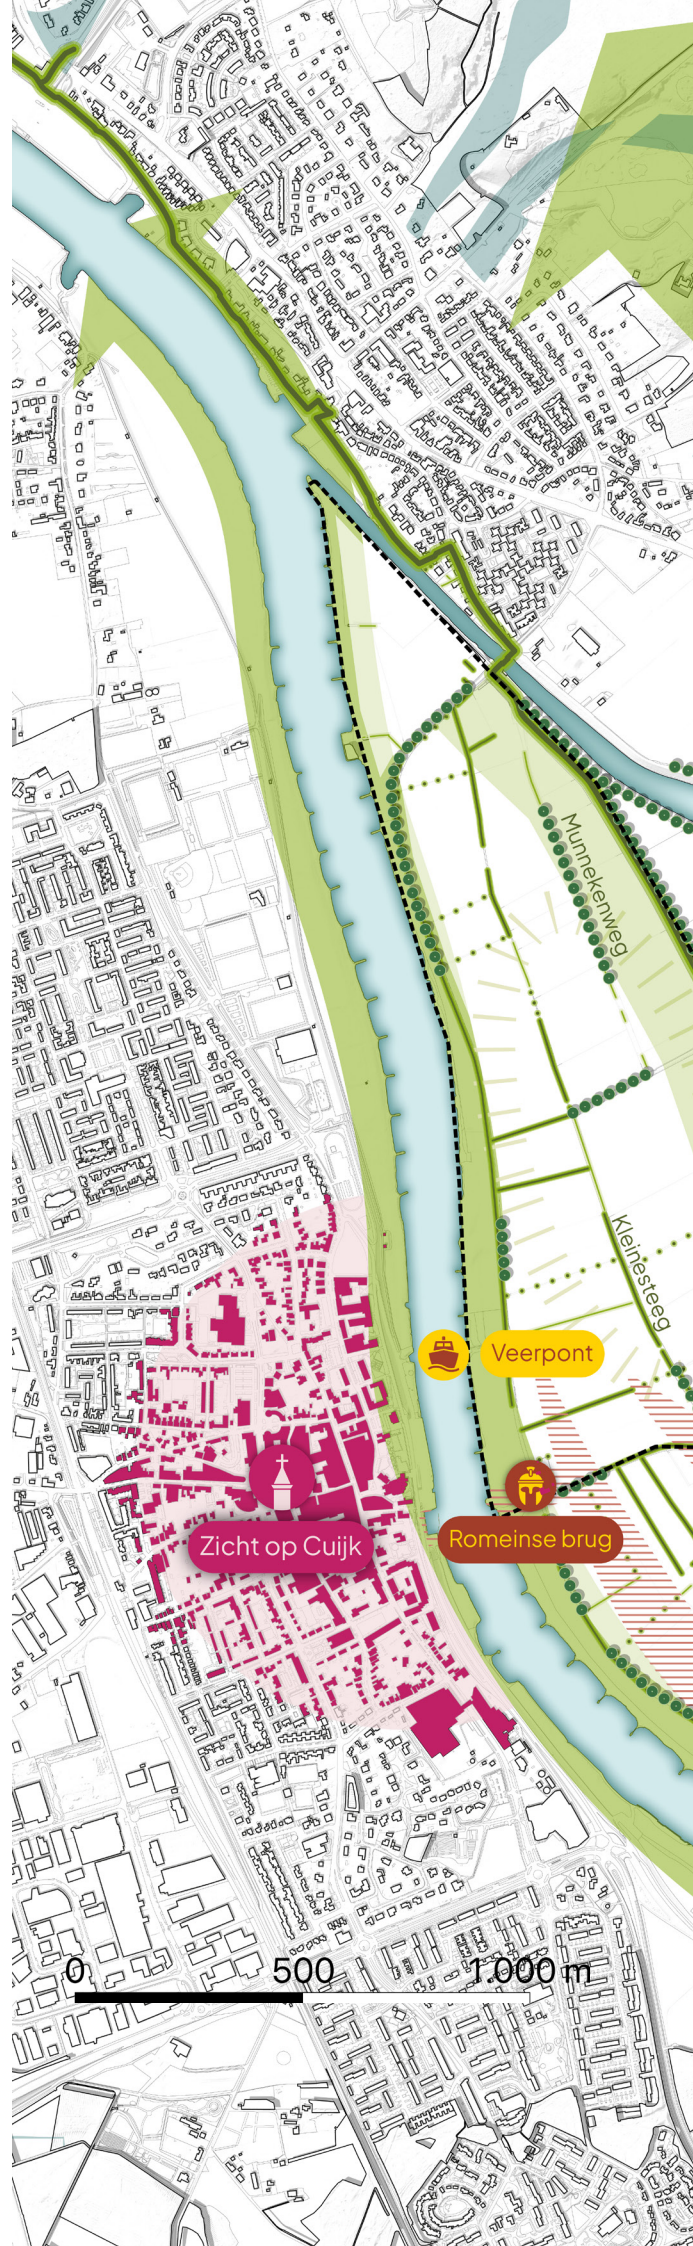 Munnekenweg
Kleinesteeg
Veerpont
Romeinse brug
Zicht op Cuijk
0 500 1 000 m